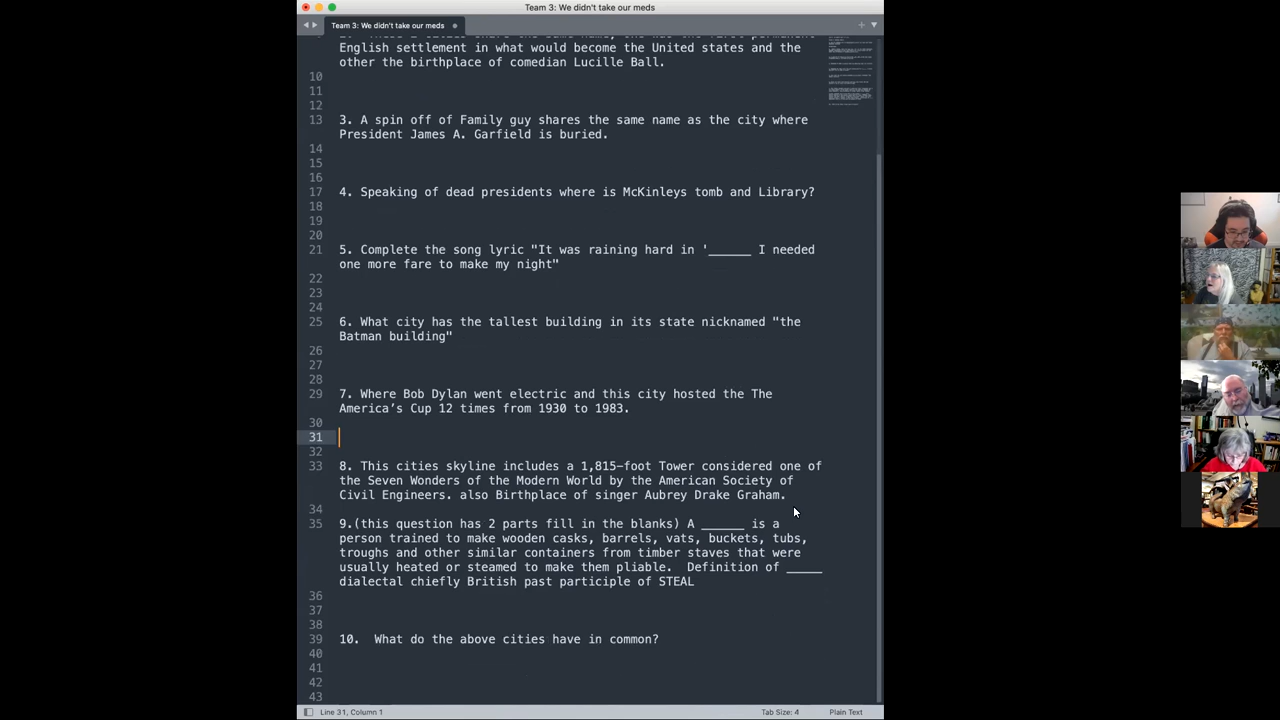 Team 3: We didn't take our meds
Team 3: We didn't take our meds
English settlement in what would become the United states and the
other the birthplace of comedian Lucille Ball.
10
11
12
13 3. A spin off of Family guy shares the same name as the city where
President James A. Garfield is buried.
14
15
16
17 4. Speaking of dead presidents where is McKinleys tomb and Library?
18
19
20
21 5. Complete the song lyric "It was raining hard in '______ I needed
one more fare to make my night"
22
23
24
25 6. What city has the tallest building in its state nicknamed "the
Batman building"
26
27
28
29 7. Where Bob Dylan went electric and this city hosted the The
America's Cup 12 times from 1930 to 1983.
30
31
32
33 8. This cities skyline includes a 1,815-foot Tower considered one of
the Seven Wonders of the Modern World by the American Society of
Civil Engineers. also Birthplace of singer Aubrey Drake Graham.
34
35 9.(this question has 2 parts fill in the blanks) A ______ is a
person trained to make wooden casks, barrels, vats, buckets, tubs,
troughs and other similar containers from timber staves that were
usually heated or steamed to make them pliable.  Definition of _____
dialectal chiefly British past participle of STEAL
36
37
38
39 10.  What do the above cities have in common?
40
41
42
43
Line 31, Column 1
Tab Size: 4
Plain Text